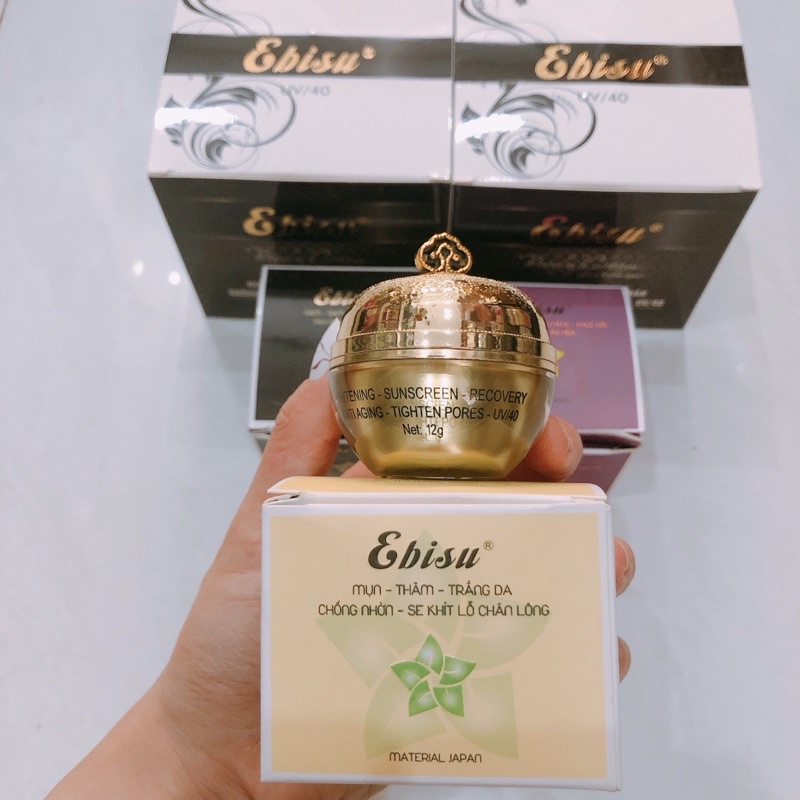 Ebisu®
UV/40
Ebisu
UV/40
Ebisu
Ebisu
SUNSCREEN - RECOVERY
AGING - TIGHTEN PORES - UV/40
Net: 12g
Ebisu®
MỤN - THÂM - TRẮNG DA
CHỐNG NHỜN - SE KHÍT LỖ CHÂN LÔNG
MATERIAL JAPAN